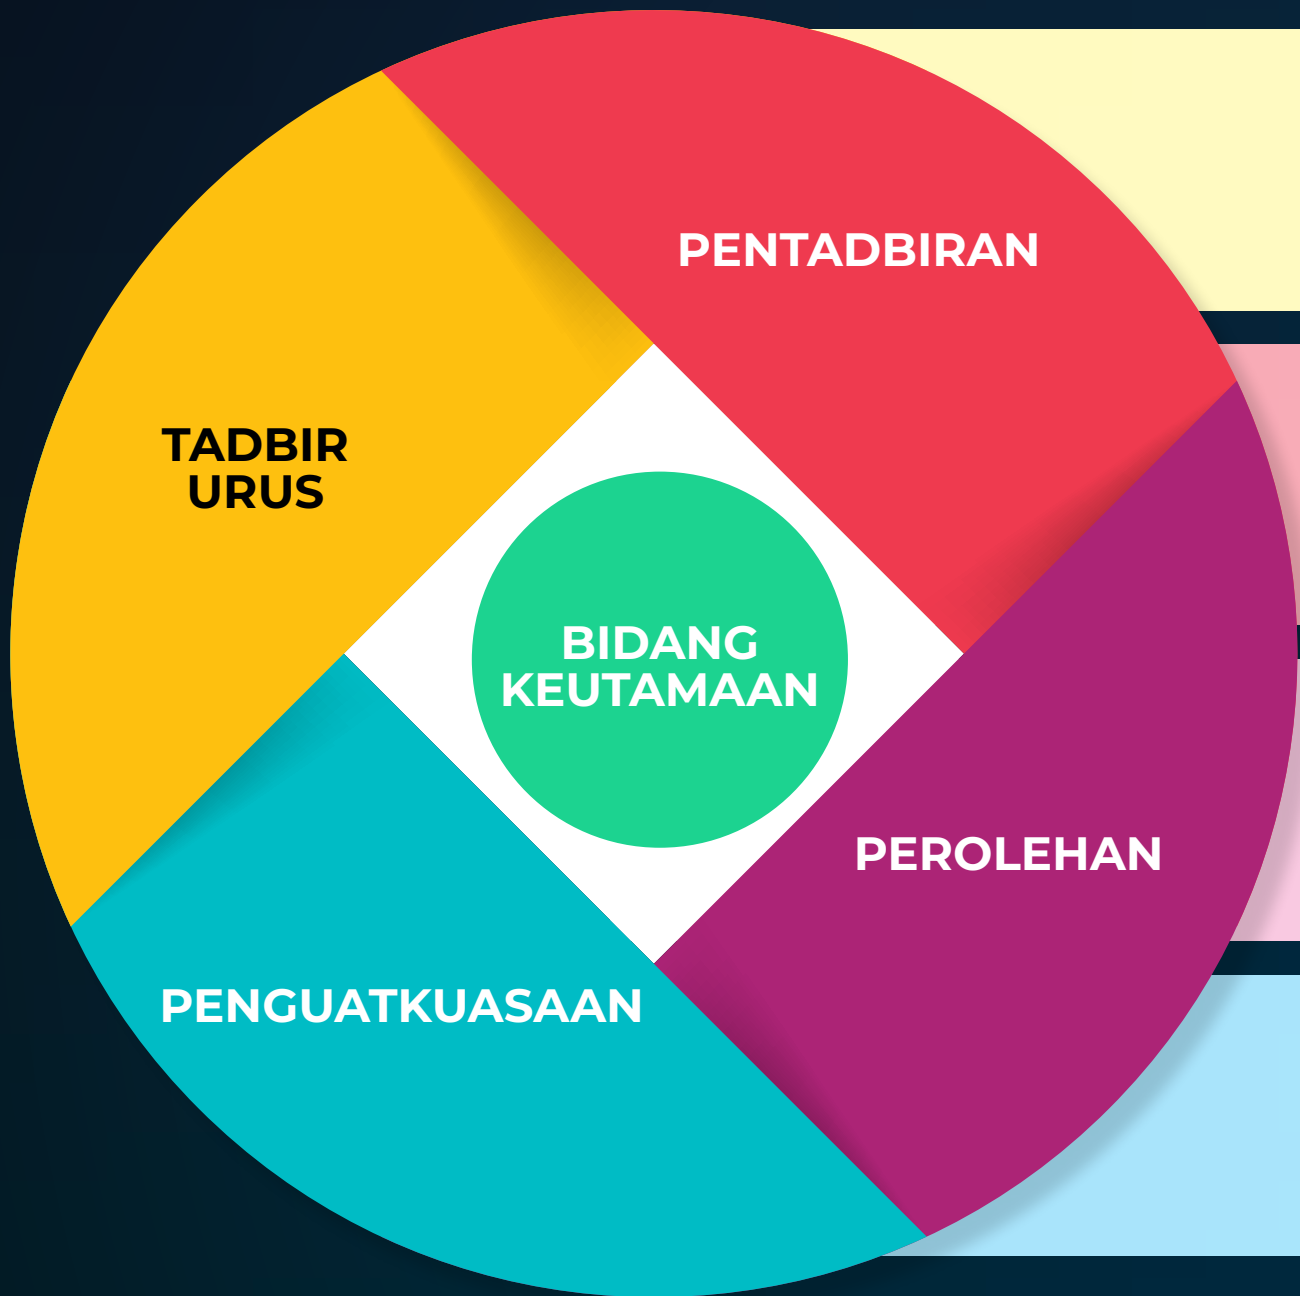 PENTADBIRAN
TADBIR
URUS
BIDANG
KEUTAMAAN
PEROLEHAN
PENGUATKUASAAN